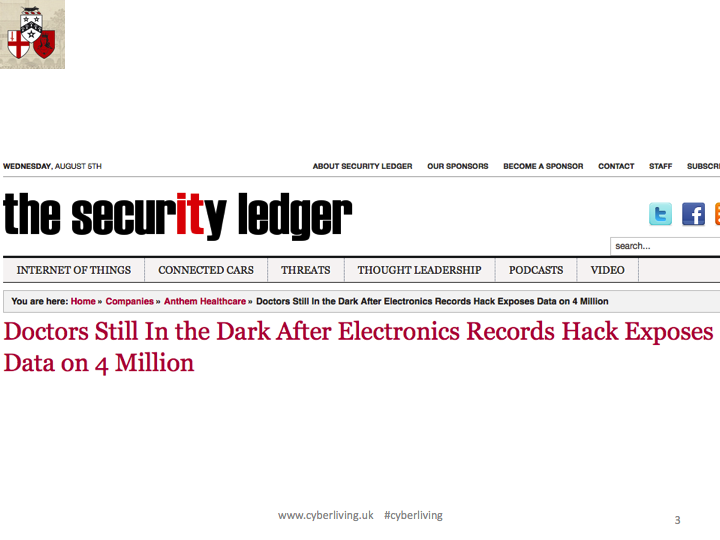 WEDNESDAY, AUGUST 5TH ABOUT SECURITY LEDGER OUR SPONSORS BECOME A SPONSOR CONTACT STAFF SUBSCRI
the security ledger
search...
INTERNET OF THINGS CONNECTED CARS THREATS THOUGHT LEADERSHIP PODCASTS VIDEO
You are here: Home » Companies » Anthem Healthcare » Doctors Still In the Dark After Electronics Records Hack Exposes Data on 4 Million
Doctors Still In the Dark After Electronics Records Hack Exposes
Data on 4 Million
www.cyberliving.uk #cyberliving
3